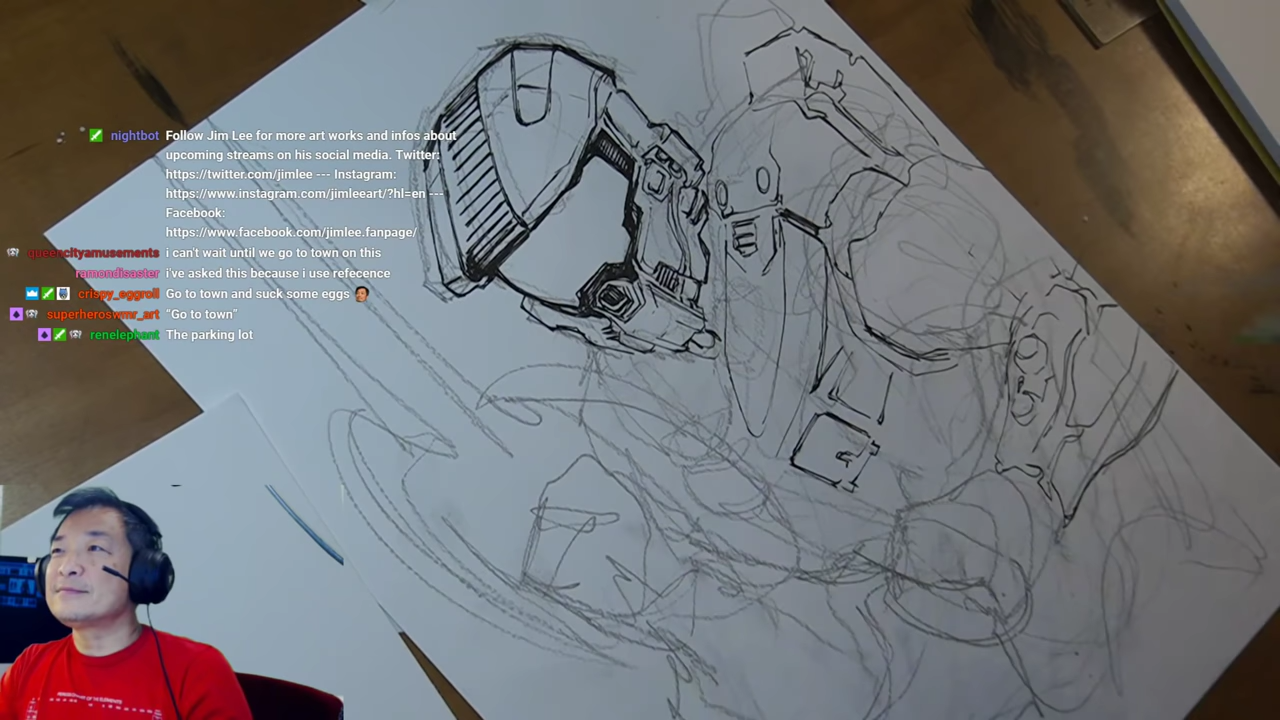 nightbot Follow Jim Lee for more art works and infos about
upcoming streams on his social media. Twitter:
https://twitter.com/jimlee --- Instagram:
https://www.instagram.com/jimleeart/?hl=en ---
Facebook:
https://www.facebook.com/jimlee.fanpage/
queencityamusements i can't wait until we go to town on this
ramondisaster i've asked this because i use refecence
crispy_eggroll Go to town and suck some eggs
superheroswmr_art “Go to town”
renelephant The parking lot